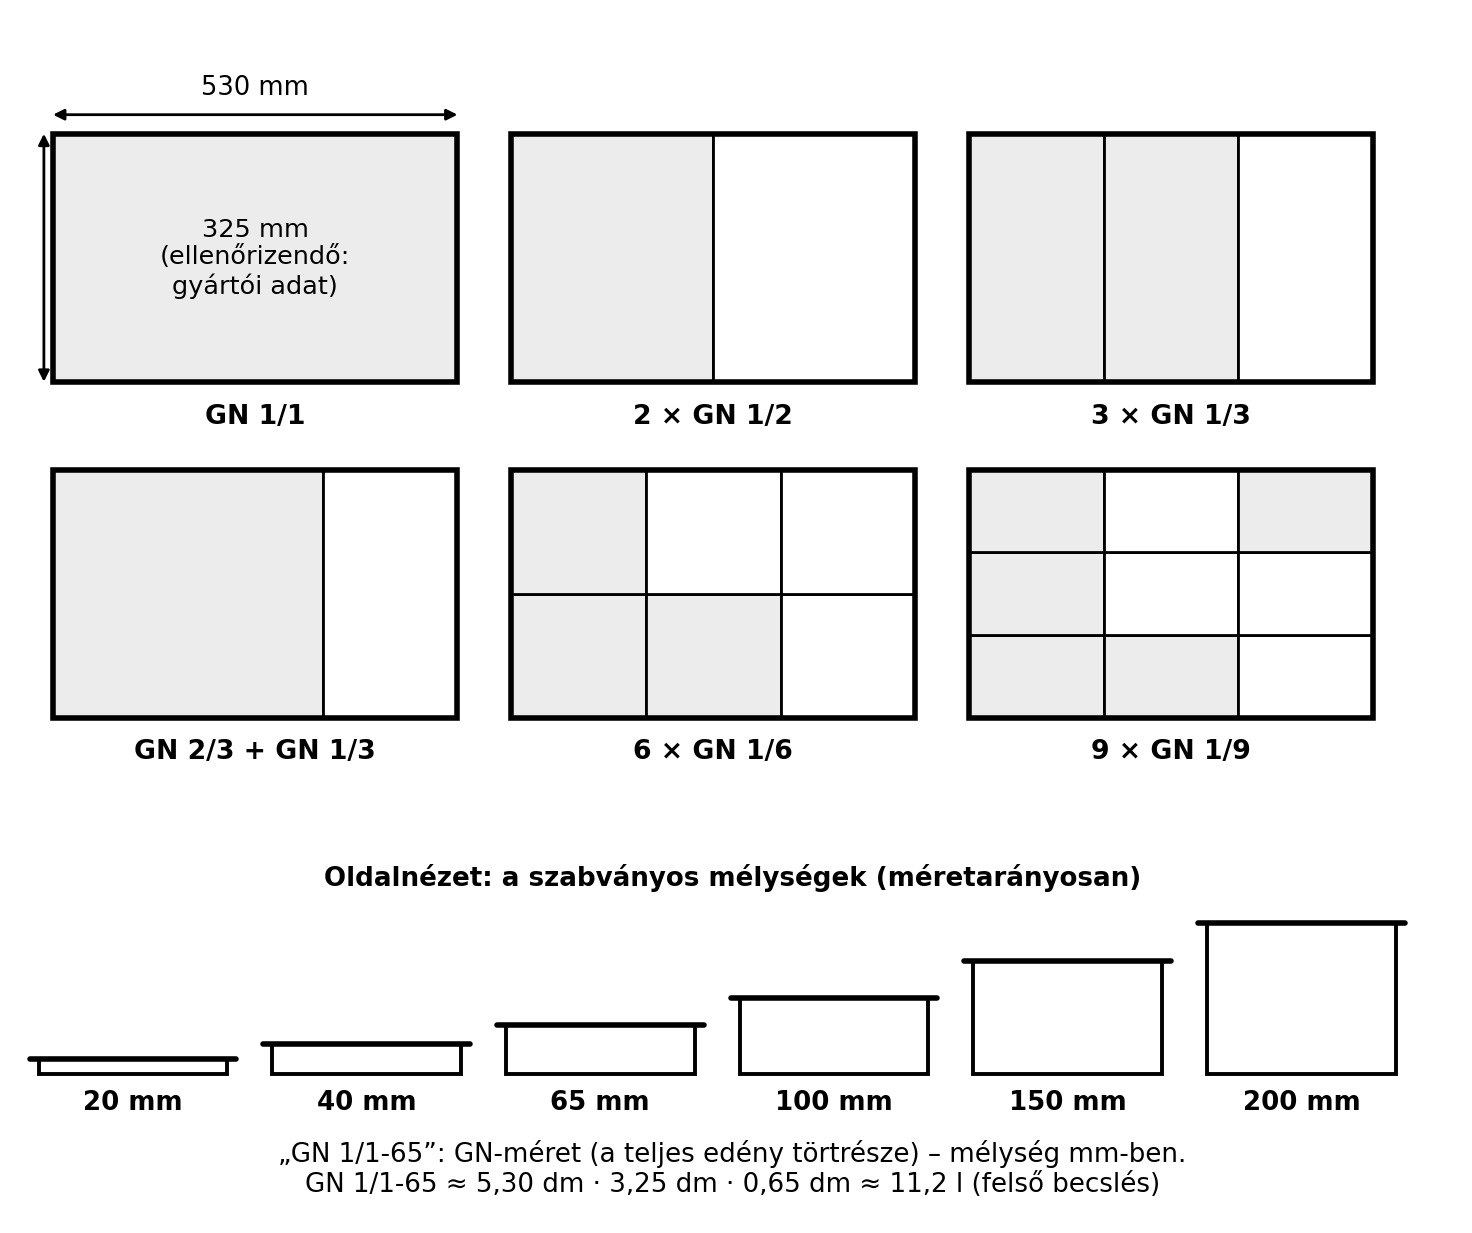 530 mm
325 mm
(ellenőrizendő:
gyártói adat)
GN 1/1
2 × GN 1/2
3 × GN 1/3
GN 2/3 + GN 1/3
6 × GN 1/6
9 × GN 1/9
Oldalnézet: a szabványos mélységek (méretarányosan)
20 mm
40 mm
65 mm
100 mm
150 mm
200 mm
„GN 1/1-65”: GN-méret (a teljes edény törtrésze) – mélység mm-ben.
GN 1/1-65 ≈ 5,30 dm · 3,25 dm · 0,65 dm ≈ 11,2 l (felső becslés)